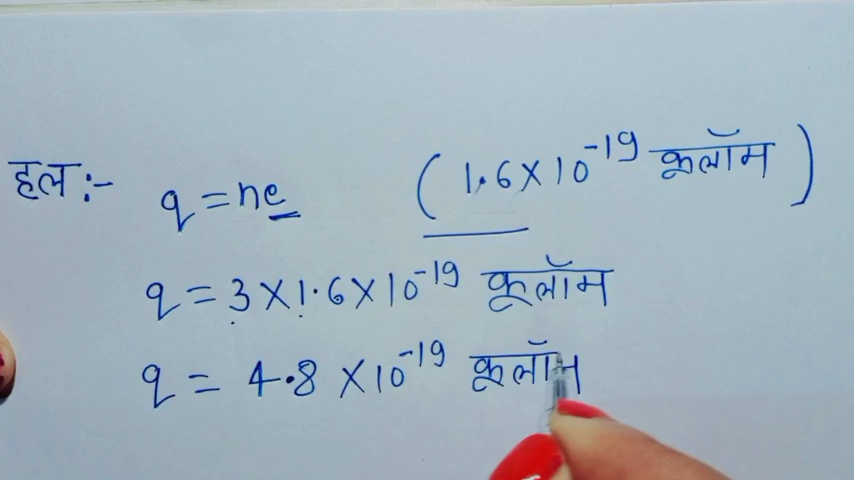 हल:- q = ne (1.6 × 10⁻¹⁹ कूलॉम)
q = 3 × 1.6 × 10⁻¹⁹ कूलॉम
q = 4.8 × 10⁻¹⁹ कूलॉम